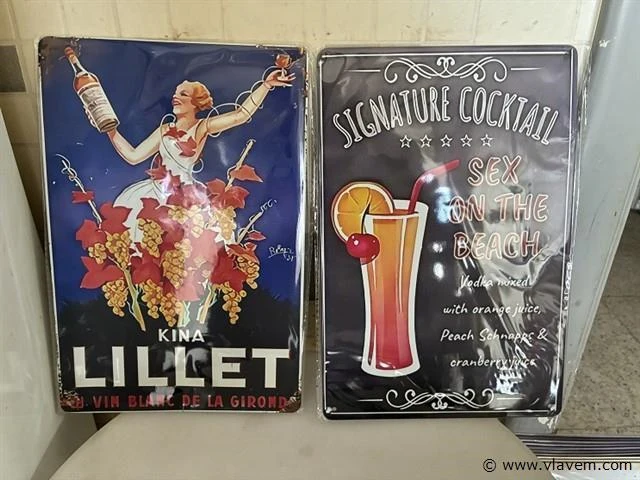 KINA
LILLET
VIN BLANC DE LA GIRONDE
SIGNATURE COCKTAIL
SEX
ON THE
BEACH
Vodka mixed
with orange juice,
Peach Schnapps &
cranberry juice
© www.vlavem.com